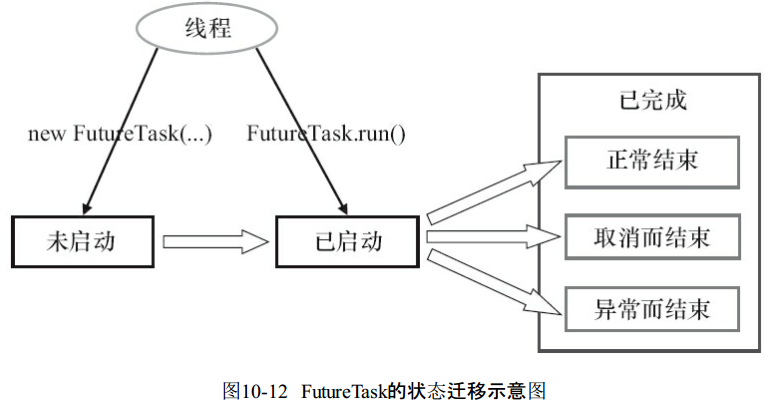 线程
new FutureTask(...) FutureTask.run()
已完成
正常结束
未启动 已启动 取消而结束
异常而结束
图10-12 FutureTask的状态迁移示意图